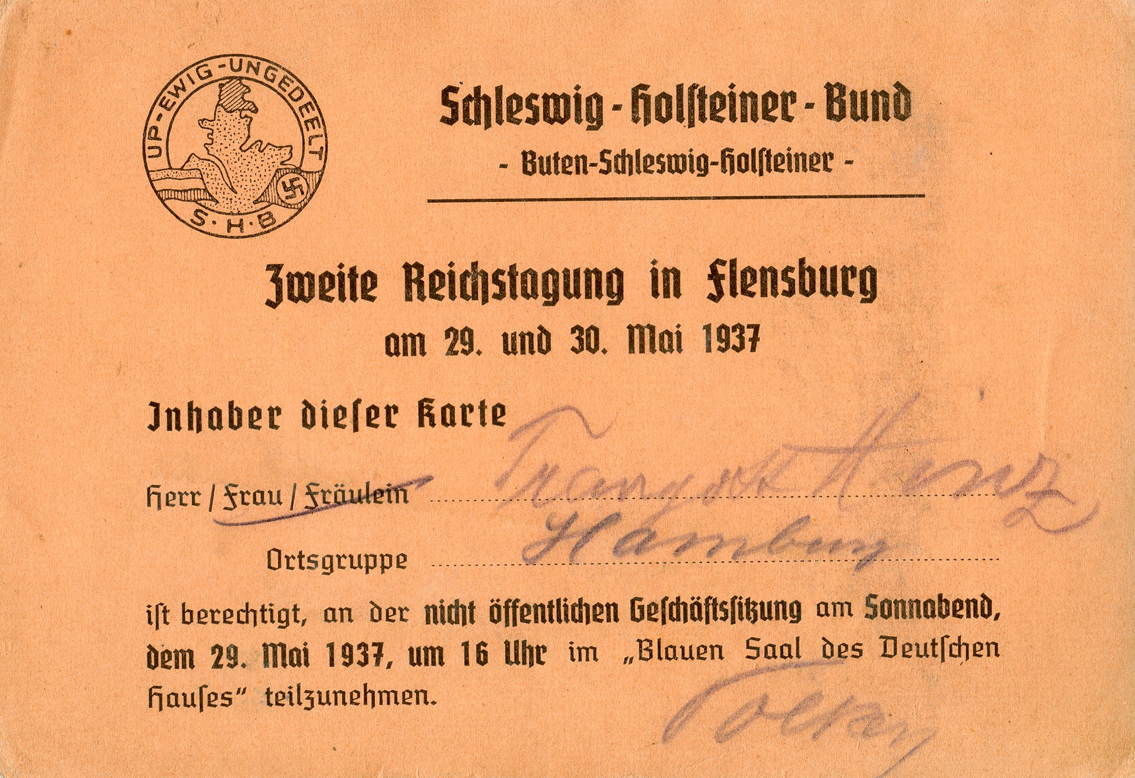 UP-EWIG-UNGEDEELT
S·H·B
Schleswig-Holsteiner-Bund
- Buten-Schleswig-Holsteiner -
Zweite Reichstagung in Flensburg
am 29. und 30. Mai 1937
Inhaber dieser Karte
Herr / Frau / Fräulein Traugott Hinz
Ortsgruppe Hamburg
ist berechtigt, an der nicht öffentlichen Geschäftssitzung am Sonnabend,
dem 29. Mai 1937, um 16 Uhr im „Blauen Saal des Deutschen
Hauses" teilzunehmen.